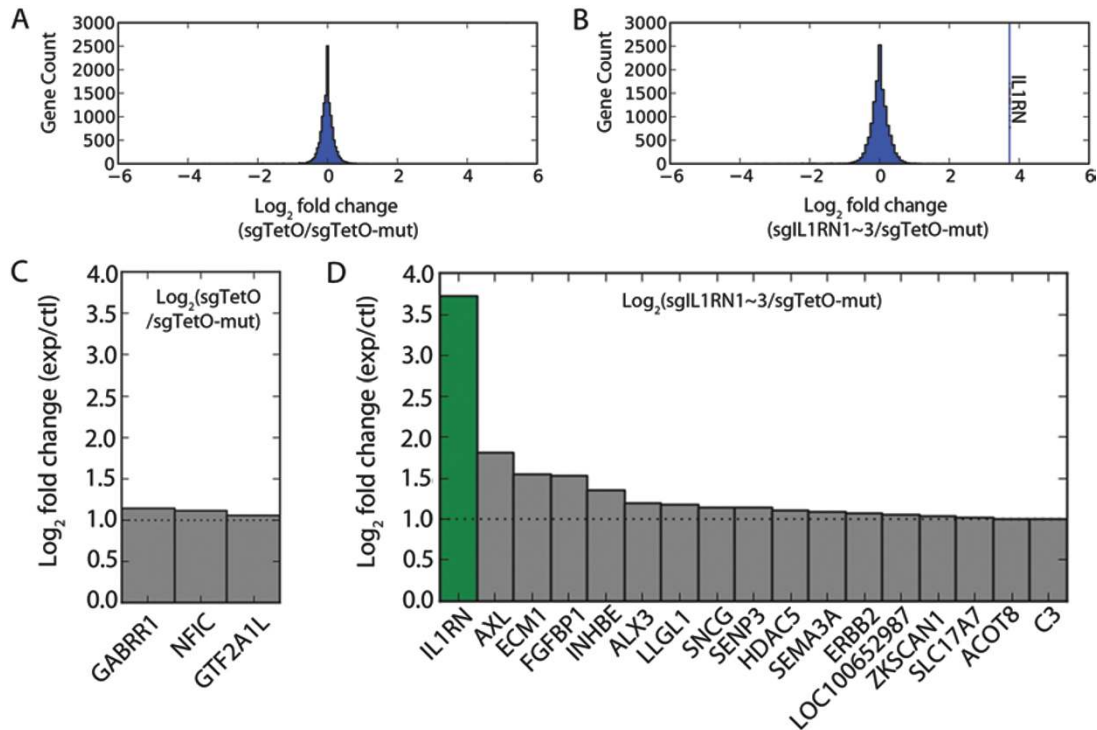 A
3000
2500
2000
1500
1000
500
0
Gene Count
−6 −4 −2 0 2 4 6
Log2 fold change
(sgTetO/sgTetO-mut)
B
3000
2500
2000
1500
1000
500
0
Gene Count
IL1RN
−6 −4 −2 0 2 4 6
Log2 fold change
(sgIL1RN1~3/sgTetO-mut)
C
4.0
3.5
3.0
2.5
2.0
1.5
1.0
0.5
0.0
Log2 fold change (exp/ctl)
Log2(sgTetO
/sgTetO-mut)
GABRR1
NFIC
GTF2A1L
D
4.0
3.5
3.0
2.5
2.0
1.5
1.0
0.5
0.0
Log2 fold change (exp/ctl)
Log2(sgIL1RN1~3/sgTetO-mut)
IL1RN
AXL
ECM1
FGFBP1
INHBE
ALX3
LLGL1
SNCG
SENP3
HDAC5
SEMA3A
ERBB2
LOC100652987
ZKSCAN1
SLC17A7
ACOT8
C3